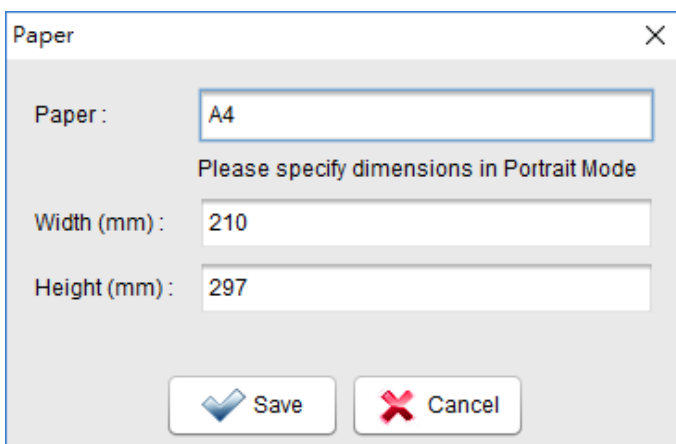 Paper
Paper : A4
Please specify dimensions in Portrait Mode
Width (mm) : 210
Height (mm) : 297
Save Cancel